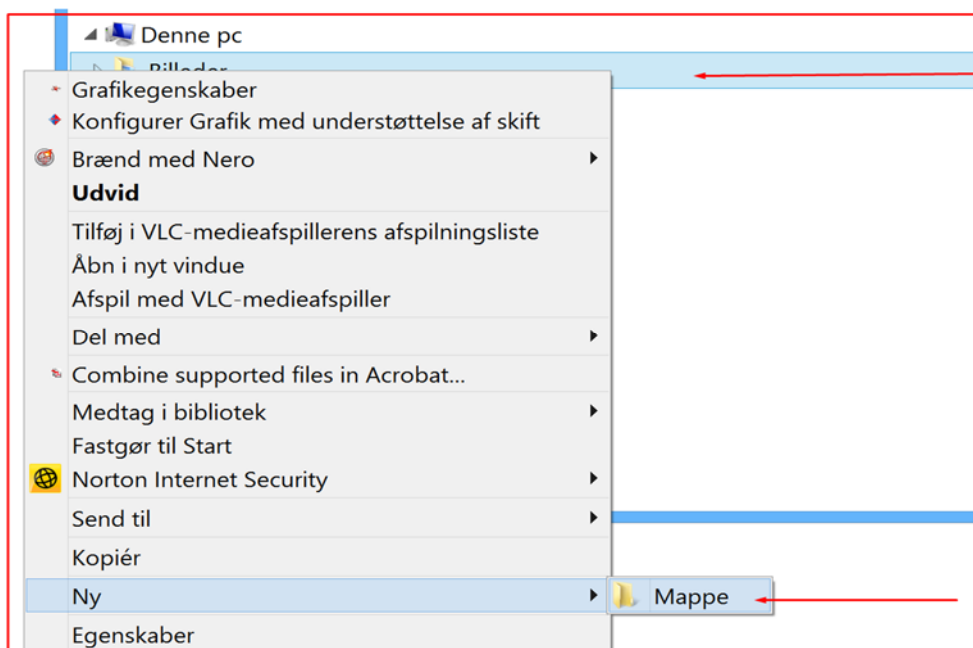 Denne pc
Billeder
Grafikegenskaber
Konfigurer Grafik med understøttelse af skift
Brænd med Nero
Udvid
Tilføj i VLC-medieafspillerens afspilningsliste
Åbn i nyt vindue
Afspil med VLC-medieafspiller
Del med
Combine supported files in Acrobat...
Medtag i bibliotek
Fastgør til Start
Norton Internet Security
Send til
Kopiér
Ny
Mappe
Egenskaber